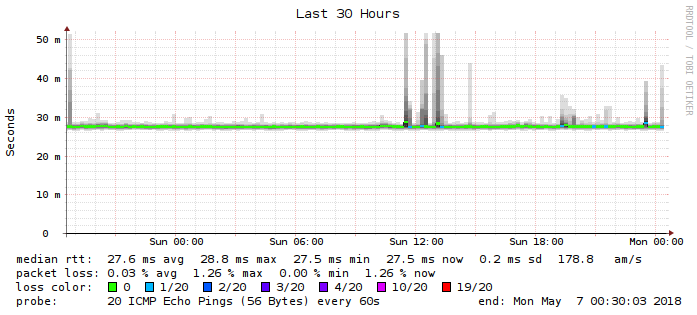 Last 30 Hours
RRDTOOL / TOBI OETIKER
Seconds
50 m
40 m
30 m
20 m
10 m
0
Sun 00:00 Sun 06:00 Sun 12:00 Sun 18:00 Mon 00:00
median rtt: 27.6 ms avg 28.8 ms max 27.5 ms min 27.5 ms now 0.2 ms sd 178.8 am/s
packet loss: 0.03 % avg 1.26 % max 0.00 % min 1.26 % now
loss color: 0 1/20 2/20 3/20 4/20 10/20 19/20
probe: 20 ICMP Echo Pings (56 Bytes) every 60s end: Mon May 7 00:30:03 2018